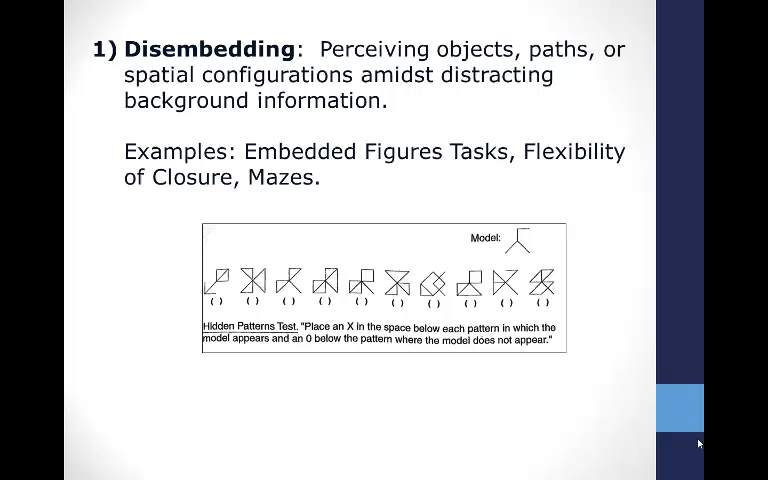 1) Disembedding: Perceiving objects, paths, or
spatial configurations amidst distracting
background information.
Examples: Embedded Figures Tasks, Flexibility
of Closure, Mazes.
Model:
( ) ( ) ( ) ( ) ( ) ( ) ( ) ( ) ( ) ( )
Hidden Patterns Test. "Place an X in the space below each pattern in which the
model appears and an 0 below the pattern where the model does not appear."